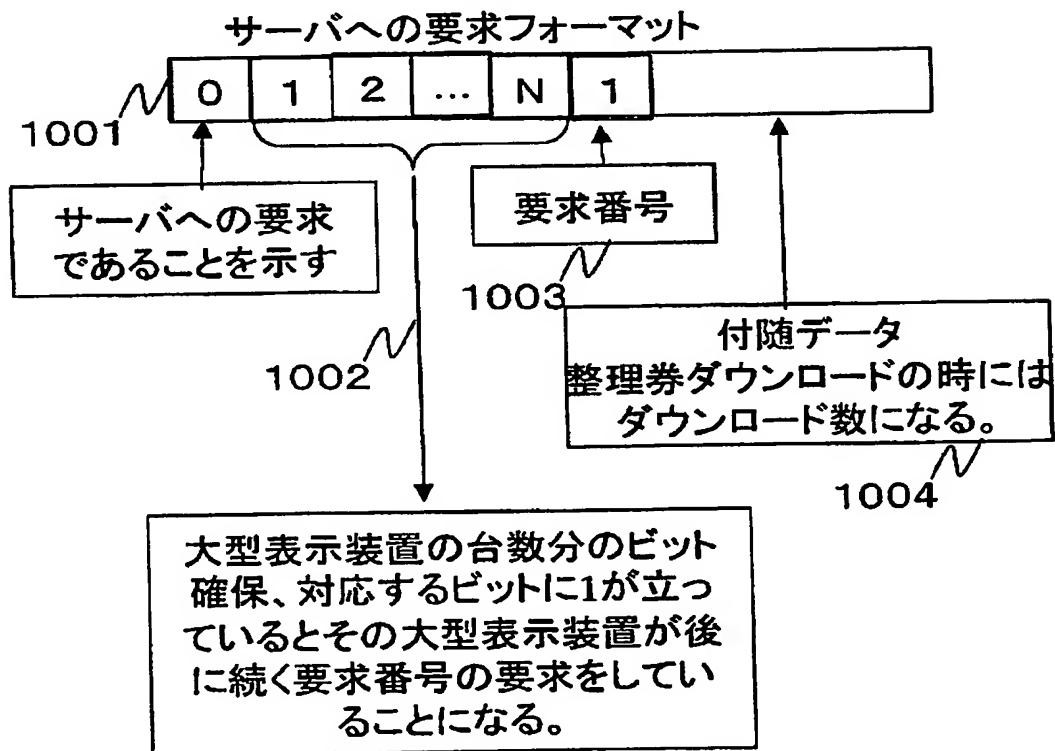 サーバへの要求フォーマット
0 1 2 ... N 1
1001
サーバへの要求
であることを示す
要求番号
1003
1002
付随データ
整理券ダウンロードの時には
ダウンロード数になる。
1004
大型表示装置の台数分のビット
確保、対応するビットに1が立っ
ているとその大型表示装置が後
に続く要求番号の要求をしてい
ることになる。